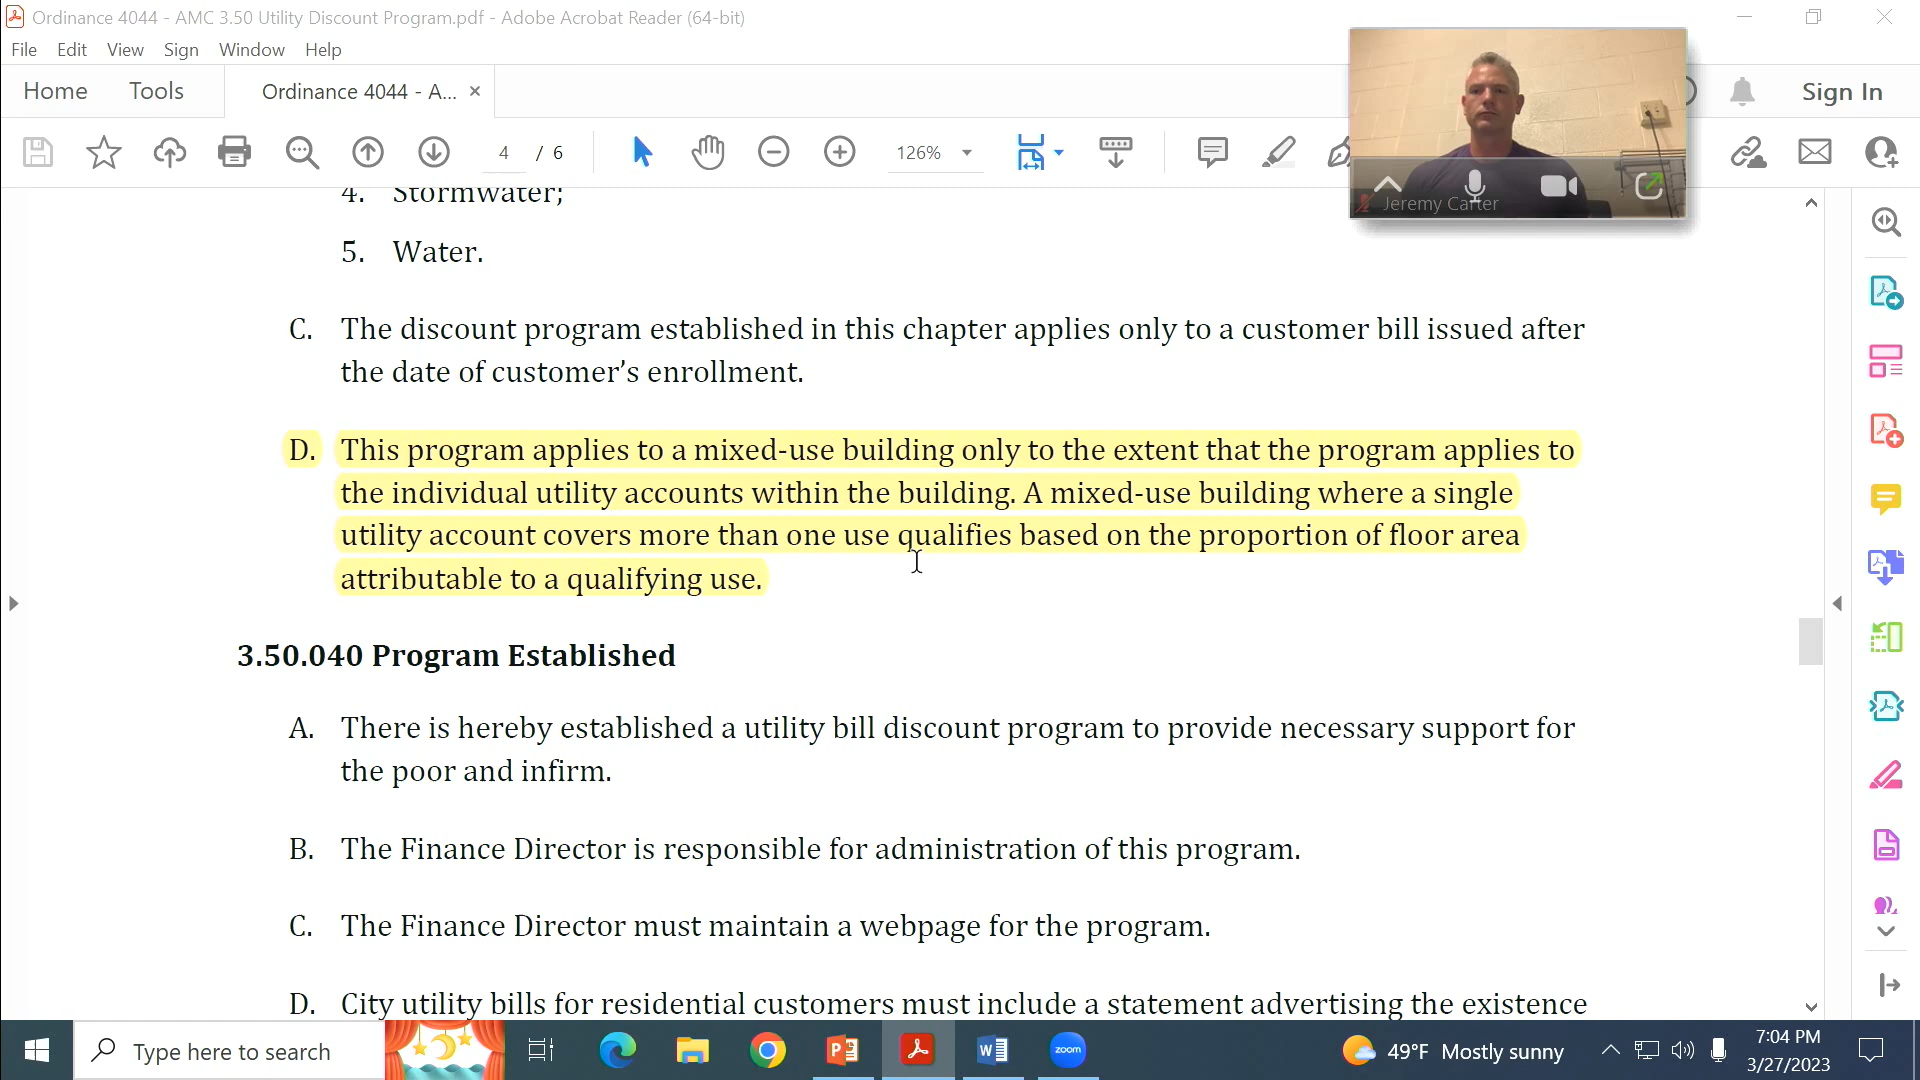 Ordinance 4044 - AMC 3.50 Utility Discount Program.pdf - Adobe Acrobat Reader (64-bit)
File Edit View Sign Window Help
Home Tools Ordinance 4044 - A... × Sign In
4 / 6 126%
4. Stormwater;
Jeremy Carter
5. Water.
C. The discount program established in this chapter applies only to a customer bill issued after
the date of customer’s enrollment.
D. This program applies to a mixed-use building only to the extent that the program applies to
the individual utility accounts within the building. A mixed-use building where a single
utility account covers more than one use qualifies based on the proportion of floor area
attributable to a qualifying use.
3.50.040 Program Established
A. There is hereby established a utility bill discount program to provide necessary support for
the poor and infirm.
B. The Finance Director is responsible for administration of this program.
C. The Finance Director must maintain a webpage for the program.
D. City utility bills for residential customers must include a statement advertising the existence
Type here to search
zoom
49°F Mostly sunny
7:04 PM
3/27/2023